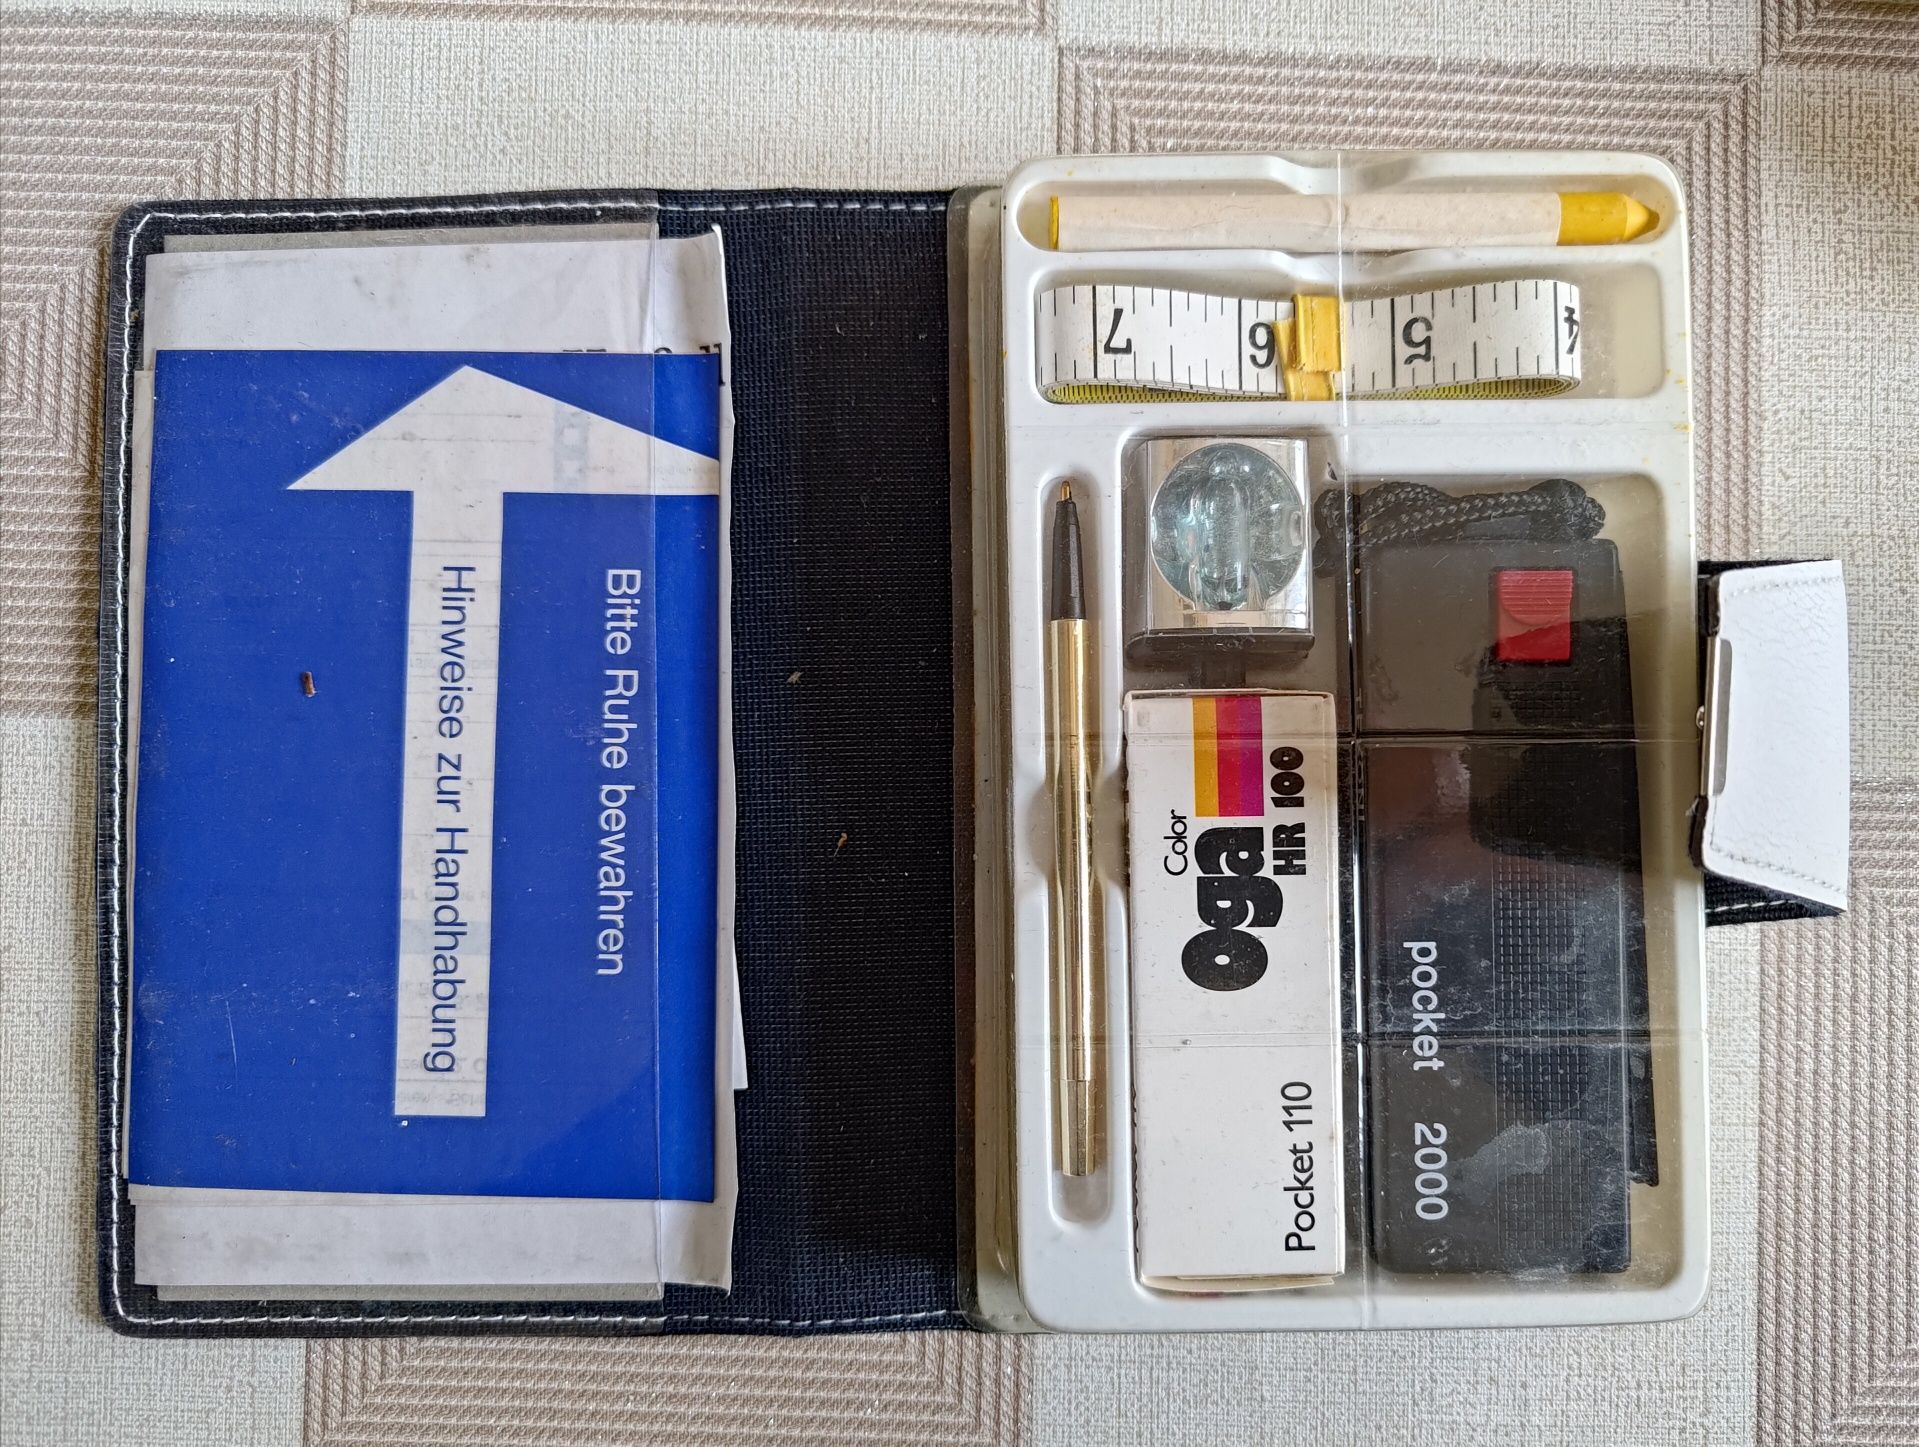 Bitte Ruhe bewahren
Hinweise zur Handhabung
7
6
5
4
Color
Oga
HR 100
Pocket 110
pocket 2000